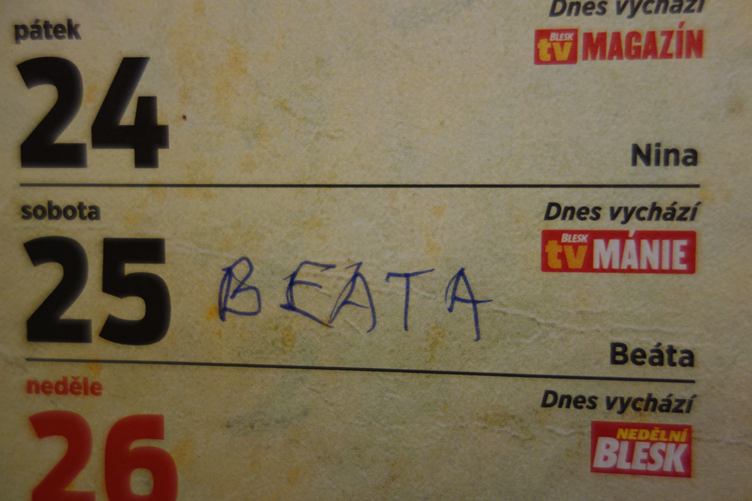 Dnes vychází
pátek
BLESK
tv MAGAZÍN
24
Nina
sobota
Dnes vychází
BLESK
tv MÁNIE
25
BEATA
Beáta
neděle
Dnes vychází
NEDĚLNÍ
BLESK
26